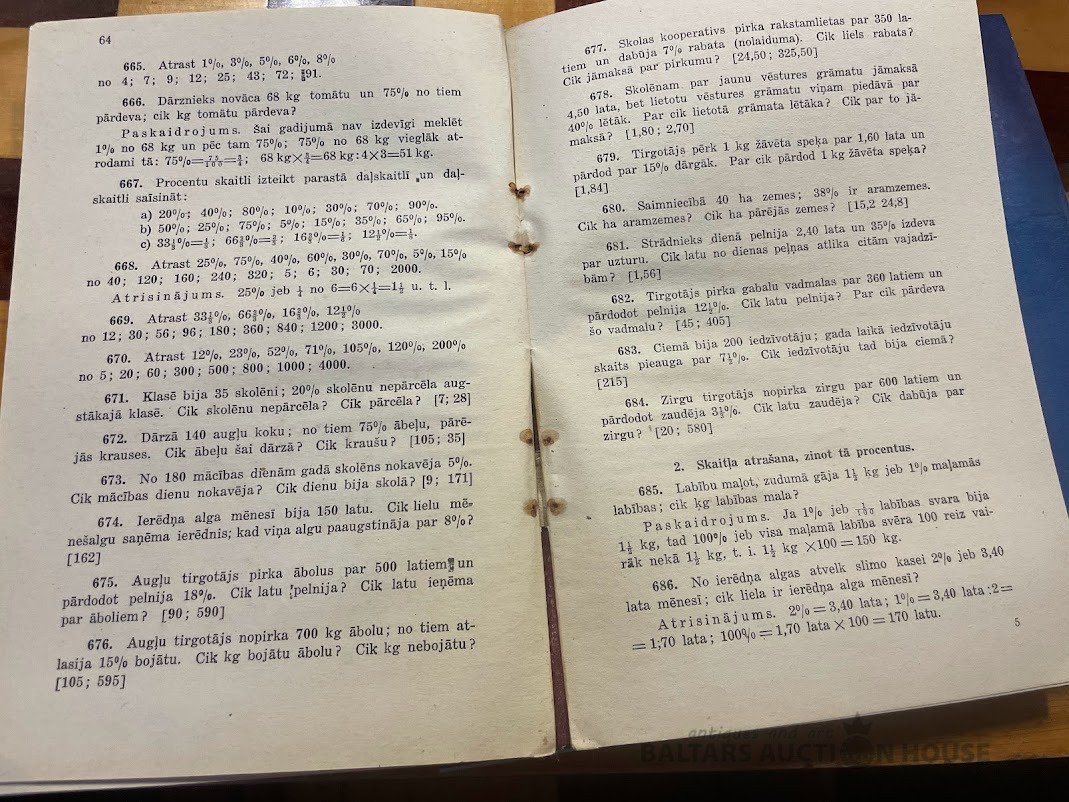 64
665. Atrast 1%, 3%, 5%, 6%, 8%
no 4; 7; 9; 12; 25; 43; 72; 91.
666. Dārznieks novāca 68 kg tomātu un 75% no tiem
pārdeva; cik kg tomātu pārdeva?
Paskaidrojums. Šai gadijumā nav izdevīgi meklēt
1% no 68 kg un pēc tam 75%; 75% no 68 kg vieglāk at-
rodami tā: 75%=75/100=3/4; 68 kg×3/4=68 kg:4×3=51 kg.
667. Procentu skaitli izteikt parastā daļskaitlī un daļ-
skaitli saīsināt:
a) 20%; 40%; 80%; 10%; 30%; 70%; 90%.
b) 50%; 25%; 75%; 5%; 15%; 35%; 65%; 95%.
c) 33⅓%=⅓; 66⅔%=⅔; 16⅔%=⅙; 12½%=⅛.
668. Atrast 25%, 75%, 40%, 60%, 30%, 70%, 5%, 15%
no 40; 120; 160; 240; 320; 5; 6; 30; 70; 2000.
Atrisinājums. 25% jeb ¼ no 6=6×¼=1½ u. t. l.
669. Atrast 33⅓%, 66⅔%, 16⅔%, 12½%
no 12; 30; 56; 96; 180; 360; 840; 1200; 3000.
670. Atrast 12%, 23%, 52%, 71%, 105%, 120%, 200%
no 5; 20; 60; 300; 500; 800; 1000; 4000.
671. Klasē bija 35 skolēni; 20% skolēnu nepārcēla aug-
stākajā klasē. Cik skolēnu nepārcēla? Cik pārcēla? [7; 28]
672. Dārzā 140 augļu koku; no tiem 75% ābeļu, pārē-
jās krauses. Cik ābeļu šai dārzā? Cik kraušu? [105; 35]
673. No 180 mācības dienām gadā skolēns nokavēja 5%.
Cik mācības dienu nokavēja? Cik dienu bija skolā? [9; 171]
674. Ierēdņa alga mēnesī bija 150 latu. Cik lielu mē-
nešalgu saņēma ierēdnis; kad viņa algu paaugstināja par 8%?
[162]
675. Augļu tirgotājs pirka ābolus par 500 latiem un
pārdodot pelnija 18%. Cik latu pelnija? Cik latu ieņēma
par āboliem? [90; 590]
676. Augļu tirgotājs nopirka 700 kg ābolu; no tiem at-
lasija 15% bojātu. Cik kg bojātu ābolu? Cik kg nebojātu?
[105; 595]
677. Skolas kooperatīvs pirka rakstamlietas par 350 la-
tiem un dabūja 7% rabata (nolaiduma). Cik liels rabats?
Cik jāmaksā par pirkumu? [24,50; 325,50]
678. Skolēnam par jaunu vēstures grāmatu jāmaksā
4,50 lata, bet lietotu vēstures grāmatu viņam piedāvā par
40% lētāk. Par cik lietotā grāmata lētāka? Cik par to jā-
maksā? [1,80; 2,70]
679. Tirgotājs pērk 1 kg žāvēta speķa par 1,60 lata un
pārdod par 15% dārgāk. Par cik pārdod 1 kg žāvēta speķa?
[1,84]
680. Saimniecībā 40 ha zemes; 38% ir aramzemes.
Cik ha aramzemes? Cik ha pārējās zemes? [15,2 24,8]
681. Strādnieks dienā pelnija 2,40 lata un 35% izdeva
par uzturu. Cik latu no dienas peļņas atlika citām vajadzī-
bām? [1,56]
682. Tirgotājs pirka gabalu vadmalas par 360 latiem un
pārdodot pelnija 12½%. Cik latu pelnija? Par cik pārdeva
šo vadmalu? [45; 405]
683. Ciemā bija 200 iedzīvotāju; gada laikā iedzīvotāju
skaits pieauga par 7½%. Cik iedzīvotāju tad bija ciemā?
[215]
684. Zirgu tirgotājs nopirka zirgu par 600 latiem un
pārdodot zaudēja 3⅓%. Cik latu zaudēja? Cik dabūja par
zirgu? [20; 580]
2. Skaitļa atrašana, zinot tā procentus.
685. Labību maļot, zudumā gāja 1½ kg jeb 1% maļamās
labības; cik kg labības mala?
Paskaidrojums. Ja 1% jeb 1/100 labības svara bija
1½ kg, tad 100% jeb visa maļamā labība svēra 100 reiz vai-
rāk nekā 1½ kg, t. i. 1½ kg ×100=150 kg.
686. No ierēdņa algas atvelk slimo kasei 2% jeb 3,40
lata mēnesī; cik liela ir ierēdņa alga mēnesī?
Atrisinājums. 2%=3,40 lata; 1%=3,40 lata:2=
=1,70 lata; 100%=1,70 lata×100=170 latu.
5
antiques and art
BALTARS AUCTION HOUSE